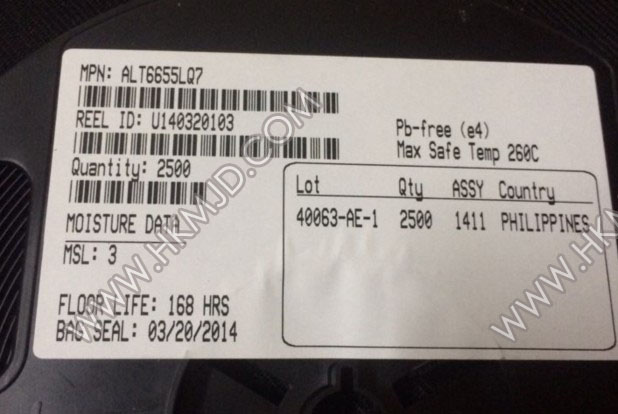 MPN: ALT6655LQ7
REEL ID: U140320103
Quantity: 2500
MOISTURE DATA
MSL: 3
FLOOR LIFE: 168 HRS
BAG SEAL: 03/20/2014
Pb-free (e4)
Max Safe Temp 260C
Lot Qty ASSY Country
40063-AE-1 2500 1411 PHILIPPINES
WWW.HKMJD.COM
WWW.HKM